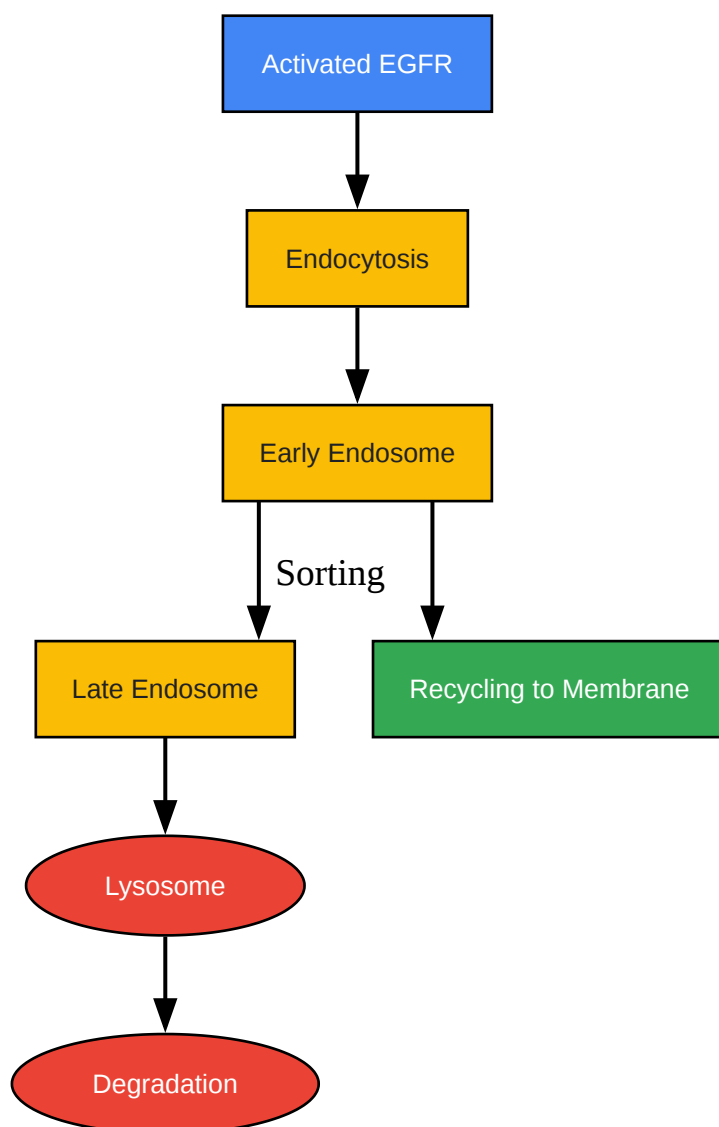 Activated EGFR
Endocytosis
Early Endosome
Sorting
Late Endosome
Recycling to Membrane
Lysosome
Degradation